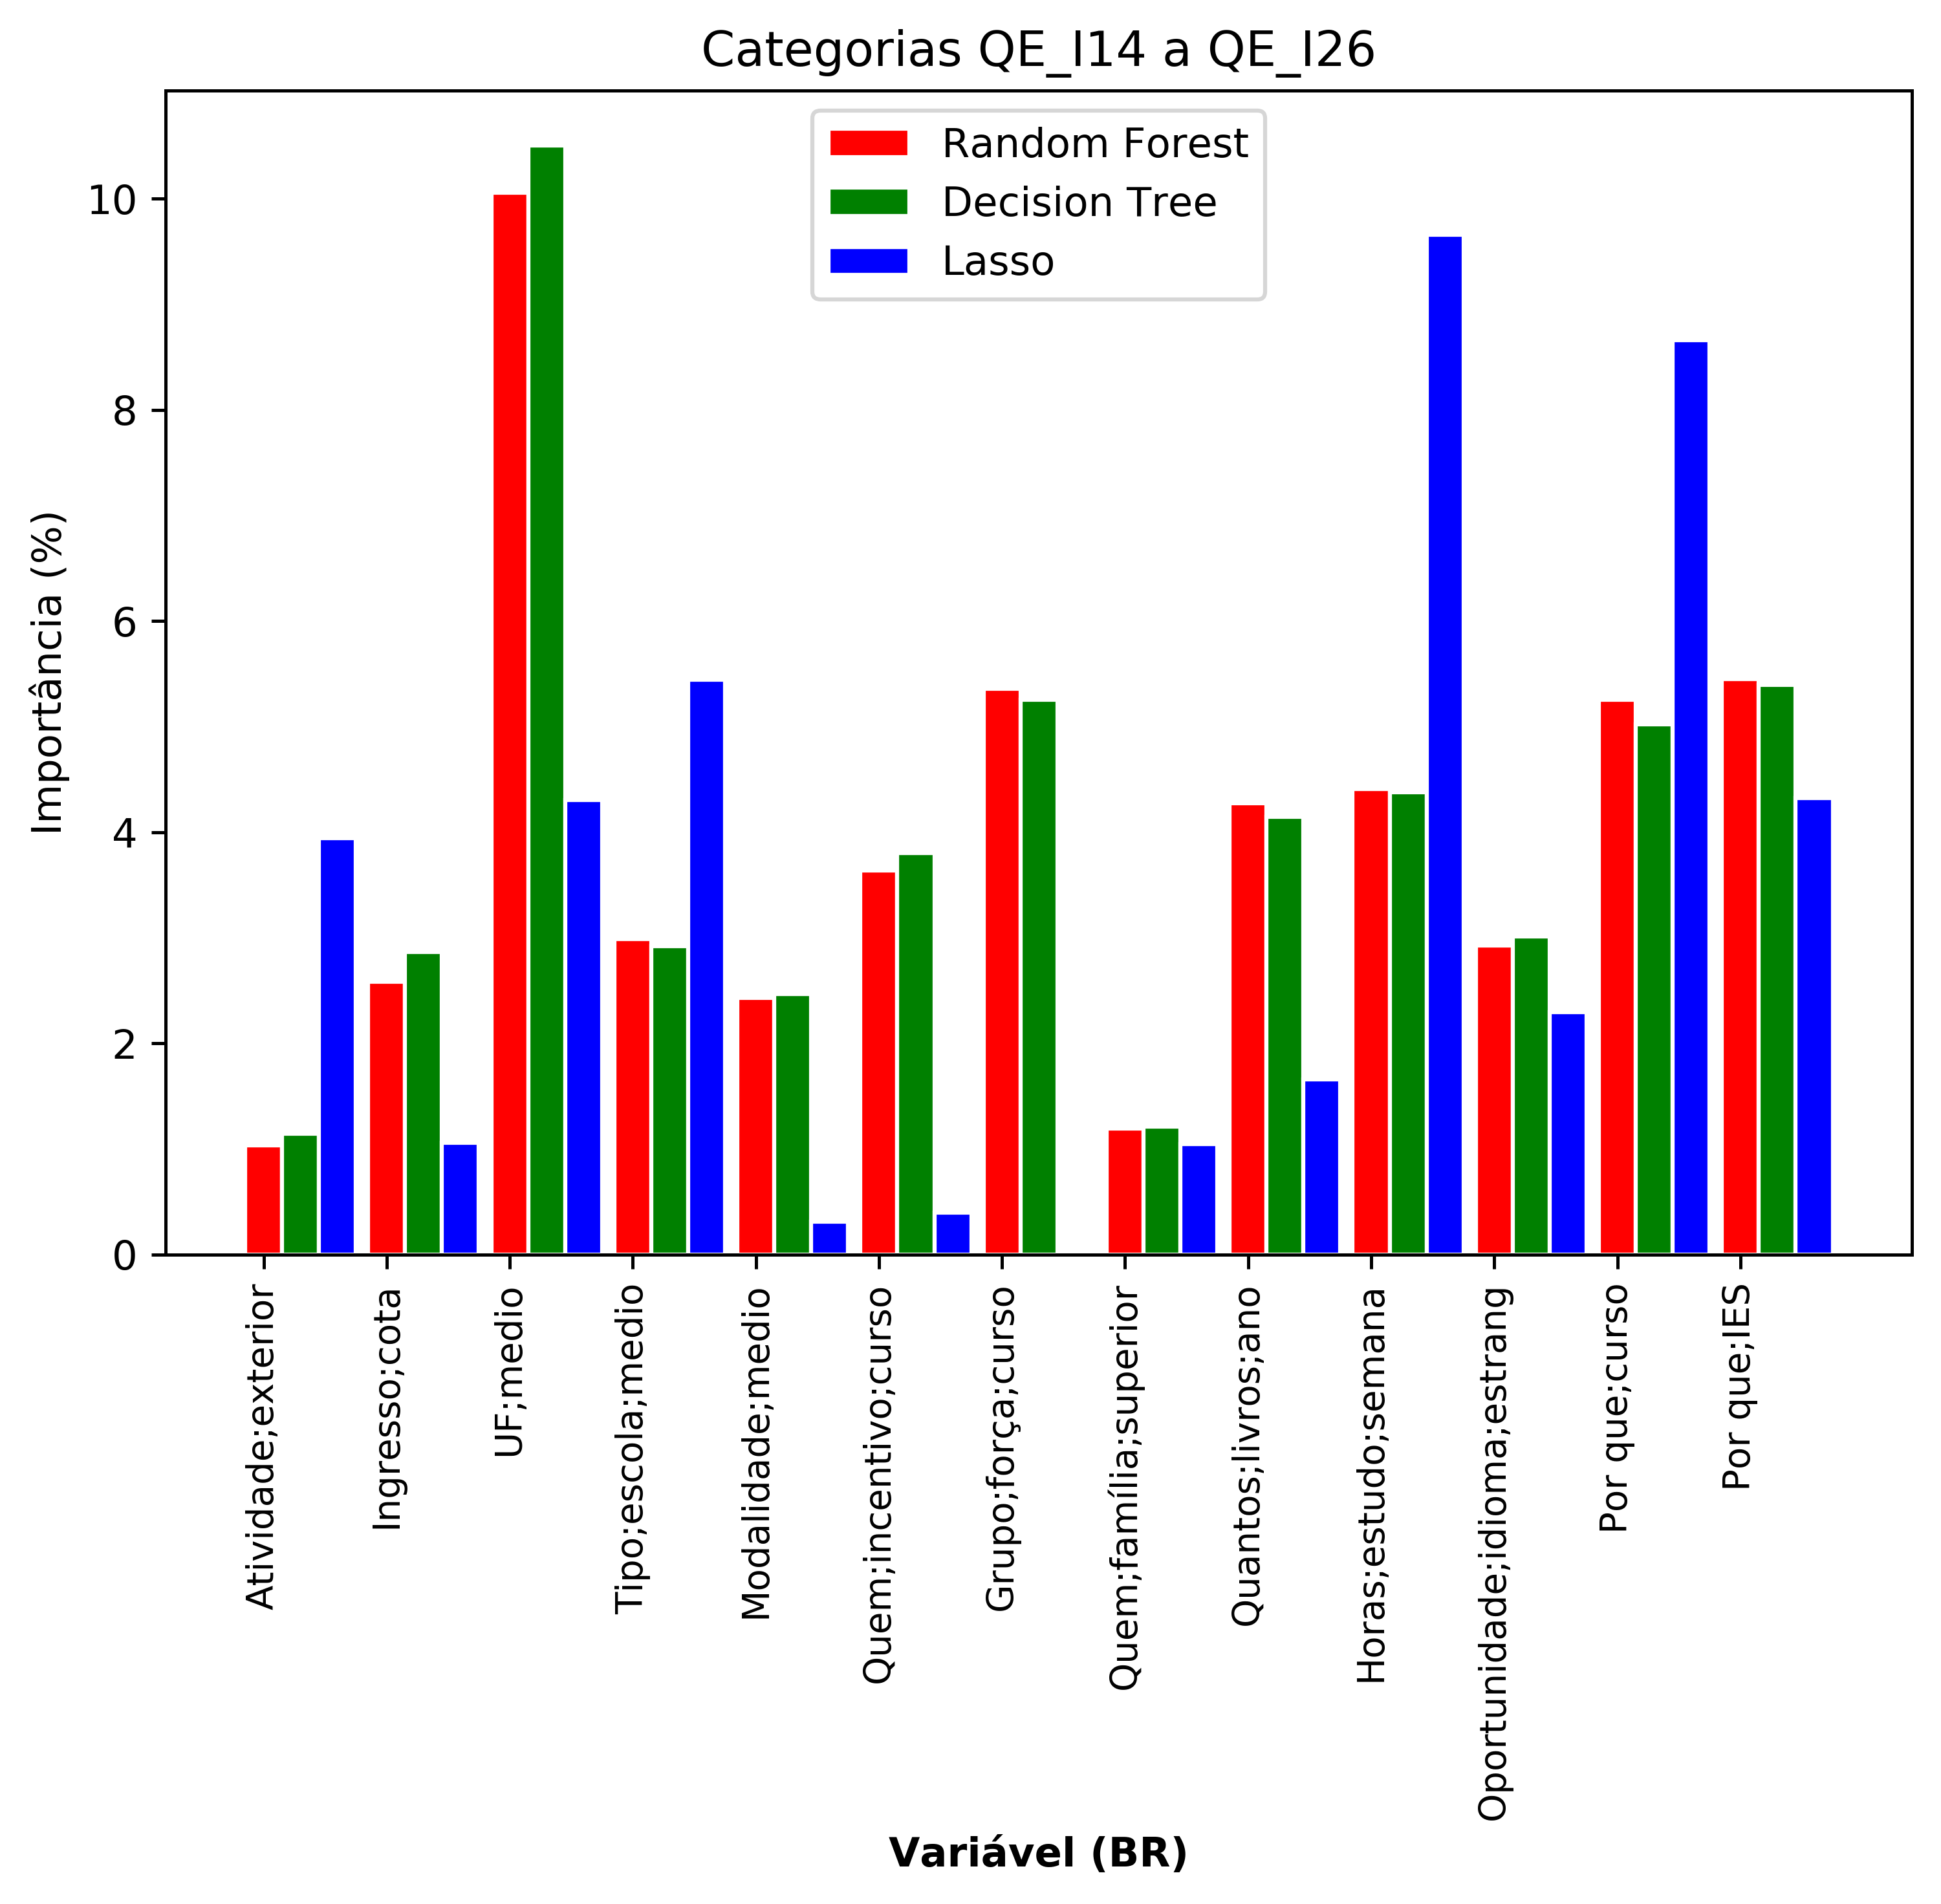 Categorias QE_I14 a QE_I26
Random Forest
Decision Tree
Lasso
Importância (%)
10
8
6
4
2
0
Atividade;exterior
Ingresso;cota
UF;medio
Tipo;escola;medio
Modalidade;medio
Quem;incentivo;curso
Grupo;força;curso
Quem;família;superior
Quantos;livros;ano
Horas;estudo;semana
Oportunidade;idioma;estrang
Por que;curso
Por que;IES
Variável (BR)